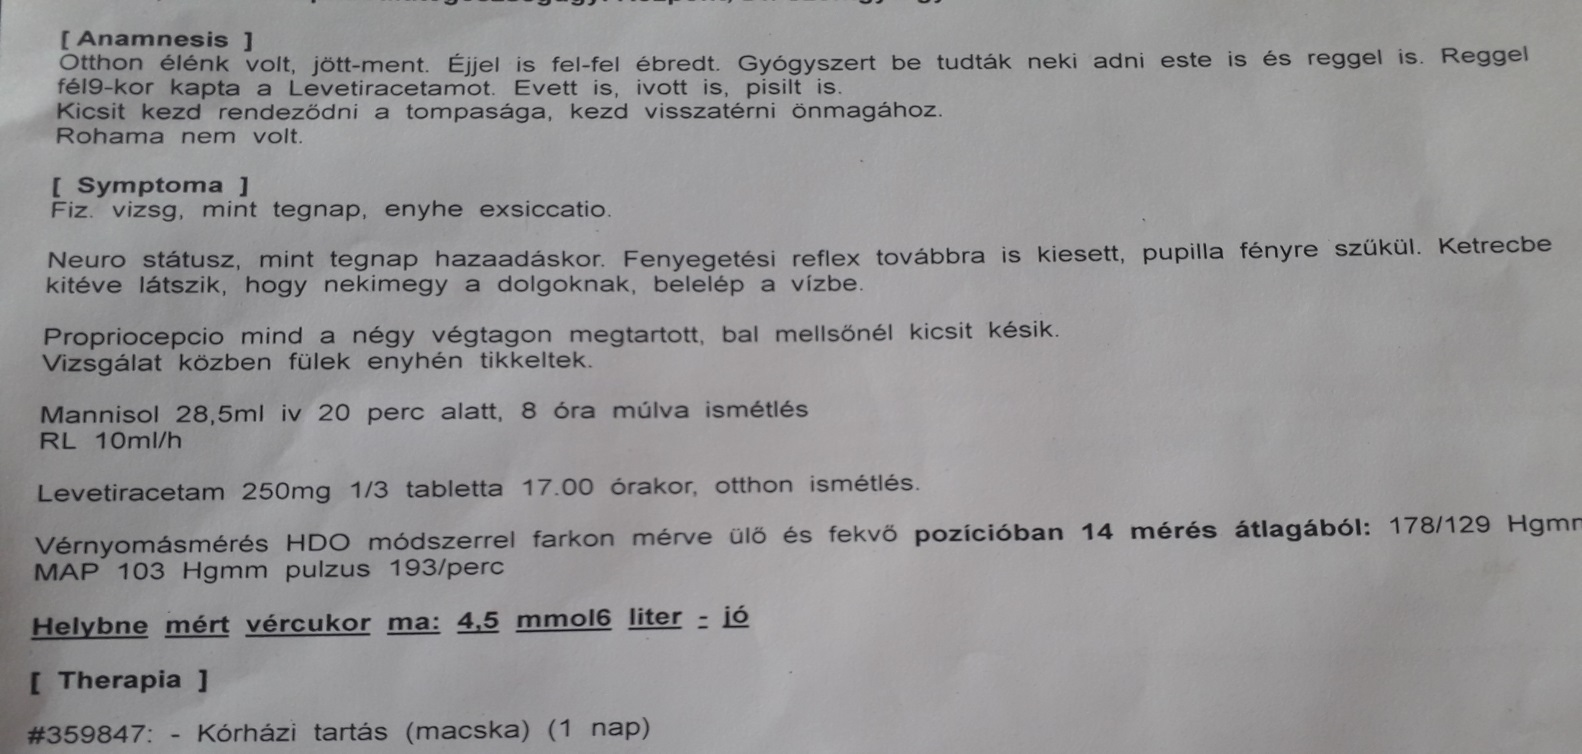 [ Anamnesis ]
Otthon élénk volt, jött-ment. Éjjel is fel-fel ébredt. Gyógyszert be tudták neki adni este is és reggel is. Reggel
fél9-kor kapta a Levetiracetamot. Evett is, ivott is, pisilt is.
Kicsit kezd rendeződni a tompasága, kezd visszatérni önmagához.
Rohama nem volt.
[ Symptoma ]
Fiz. vizsg, mint tegnap, enyhe exsiccatio.
Neuro státusz, mint tegnap hazaadáskor. Fenyegetési reflex továbbra is kiesett, pupilla fényre szűkül. Ketrecbe
kitéve látszik, hogy nekimegy a dolgoknak, belelép a vízbe.
Propriocepcio mind a négy végtagon megtartott, bal mellsőnél kicsit késik.
Vizsgálat közben fülek enyhén tikkeltek.
Mannisol 28,5ml iv 20 perc alatt, 8 óra múlva ismétlés
RL 10ml/h
Levetiracetam 250mg 1/3 tabletta 17.00 órakor, otthon ismétlés.
Vérnyomásmérés HDO módszerrel farkon mérve ülő és fekvő pozícióban 14 mérés átlagából: 178/129 Hgmm
MAP 103 Hgmm pulzus 193/perc
Helybne mért vércukor ma: 4,5 mmol6 liter - jó
[ Therapia ]
#359847: - Kórházi tartás (macska) (1 nap)